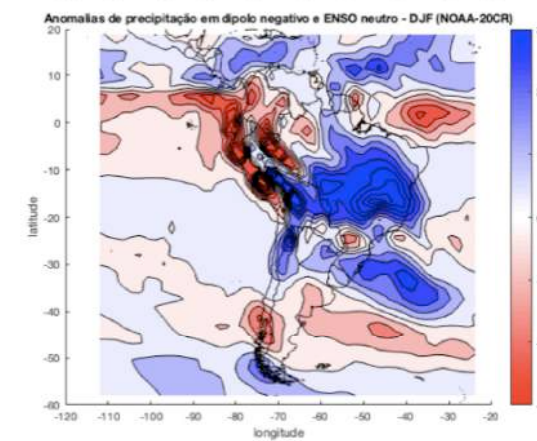 Anomalias de precipitação em dipolo negativo e ENSO neutro - DJF (NOAA-20CR)
20
10
0
-10
-20
-30
-40
-50
-60
latitude
-120 -110 -100 -90 -80 -70 -60 -50 -40 -30 -20
longitude